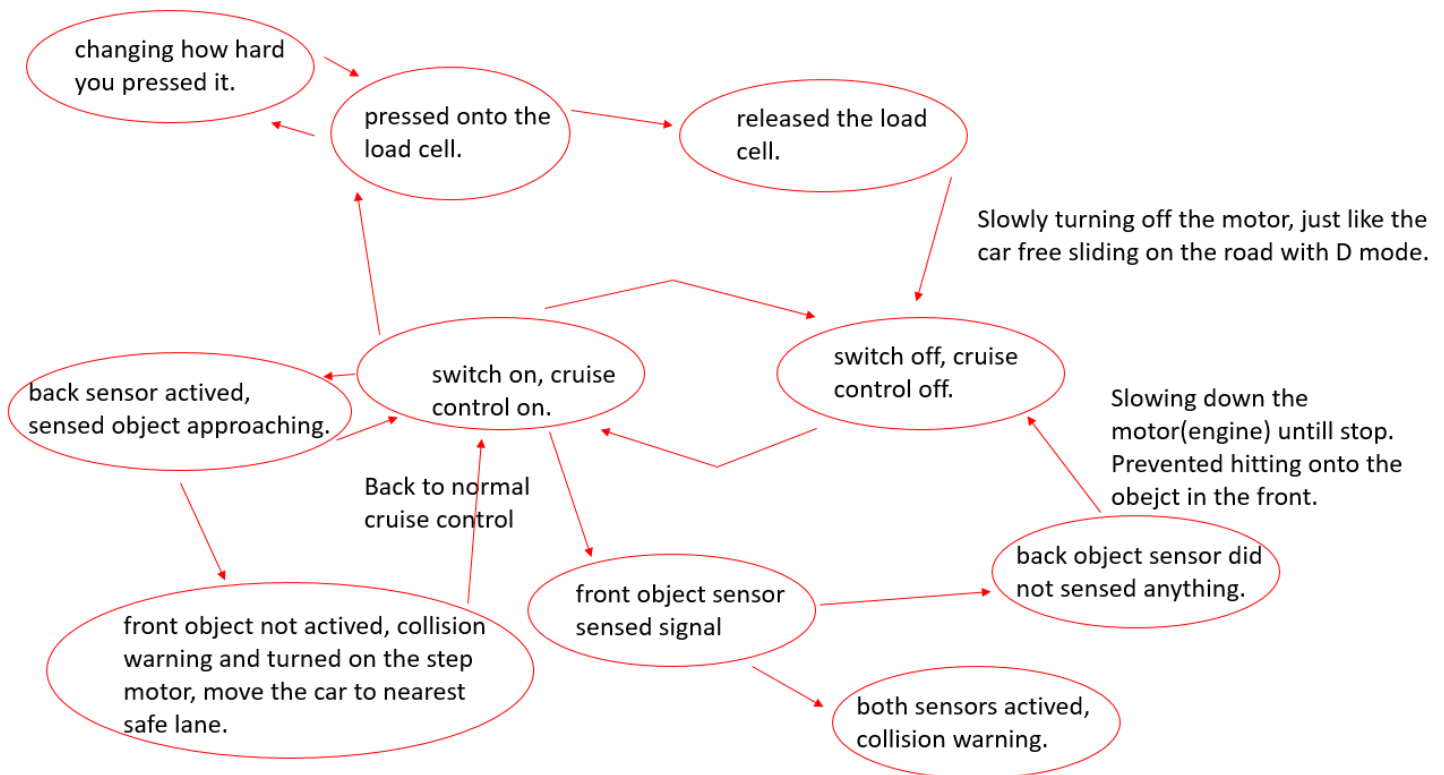 changing how hard
you pressed it.
pressed onto the
load cell.
released the load
cell.
Slowly turning off the motor, just like the
car free sliding on the road with D mode.
switch on, cruise
control on.
switch off, cruise
control off.
back sensor actived,
sensed object approaching.
Slowing down the
motor(engine) untill stop.
Prevented hitting onto the
obejct in the front.
Back to normal
cruise control
front object sensor
sensed signal
back object sensor did
not sensed anything.
front object not actived, collision
warning and turned on the step
motor, move the car to nearest
safe lane.
both sensors actived,
collision warning.